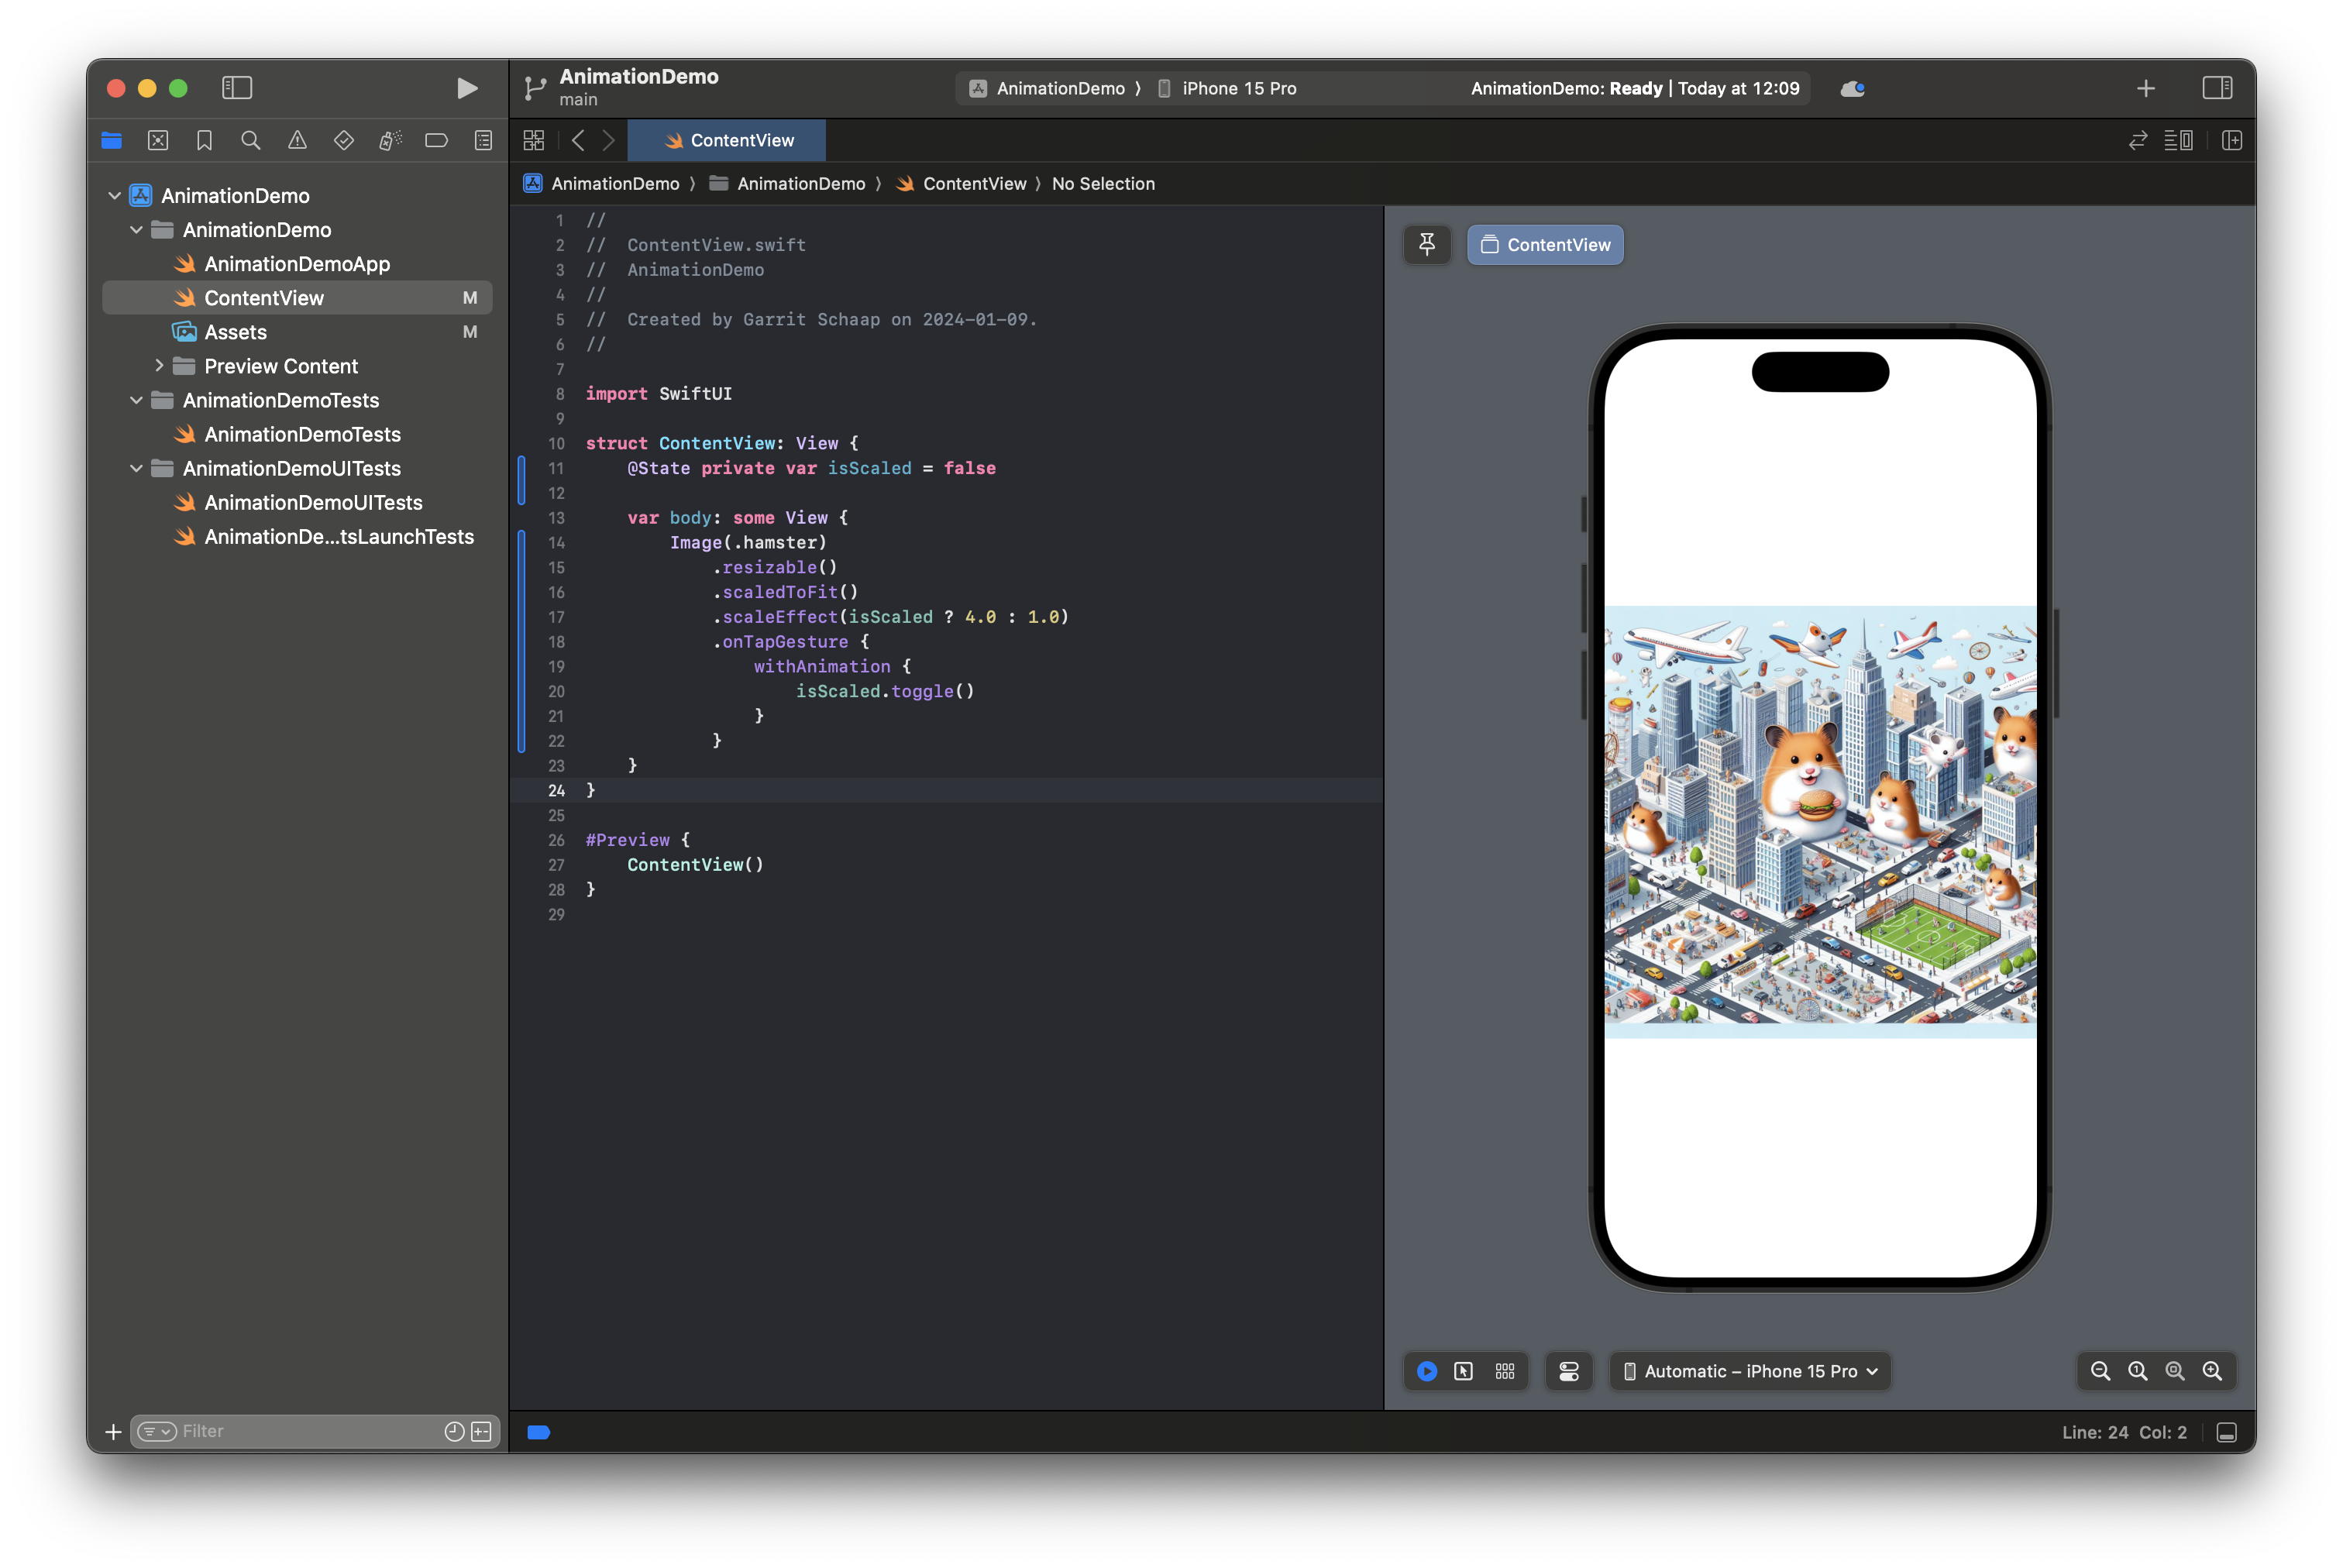 AnimationDemo
main
AnimationDemo ⟩ iPhone 15 Pro
AnimationDemo: Ready | Today at 12:09
ContentView
AnimationDemo ⟩ AnimationDemo ⟩ ContentView ⟩ No Selection
AnimationDemo
AnimationDemo
AnimationDemoApp
ContentView M
Assets M
Preview Content
AnimationDemoTests
AnimationDemoTests
AnimationDemoUITests
AnimationDemoUITests
AnimationDe...tsLaunchTests
Filter
1 //
2 //  ContentView.swift
3 //  AnimationDemo
4 //
5 //  Created by Garrit Schaap on 2024-01-09.
6 //
7
8 import SwiftUI
9
10 struct ContentView: View {
11     @State private var isScaled = false
12
13     var body: some View {
14         Image(.hamster)
15             .resizable()
16             .scaledToFit()
17             .scaleEffect(isScaled ? 4.0 : 1.0)
18             .onTapGesture {
19                 withAnimation {
20                     isScaled.toggle()
21                 }
22             }
23     }
24 }
25
26 #Preview {
27     ContentView()
28 }
29
ContentView
Automatic – iPhone 15 Pro
Line: 24 Col: 2